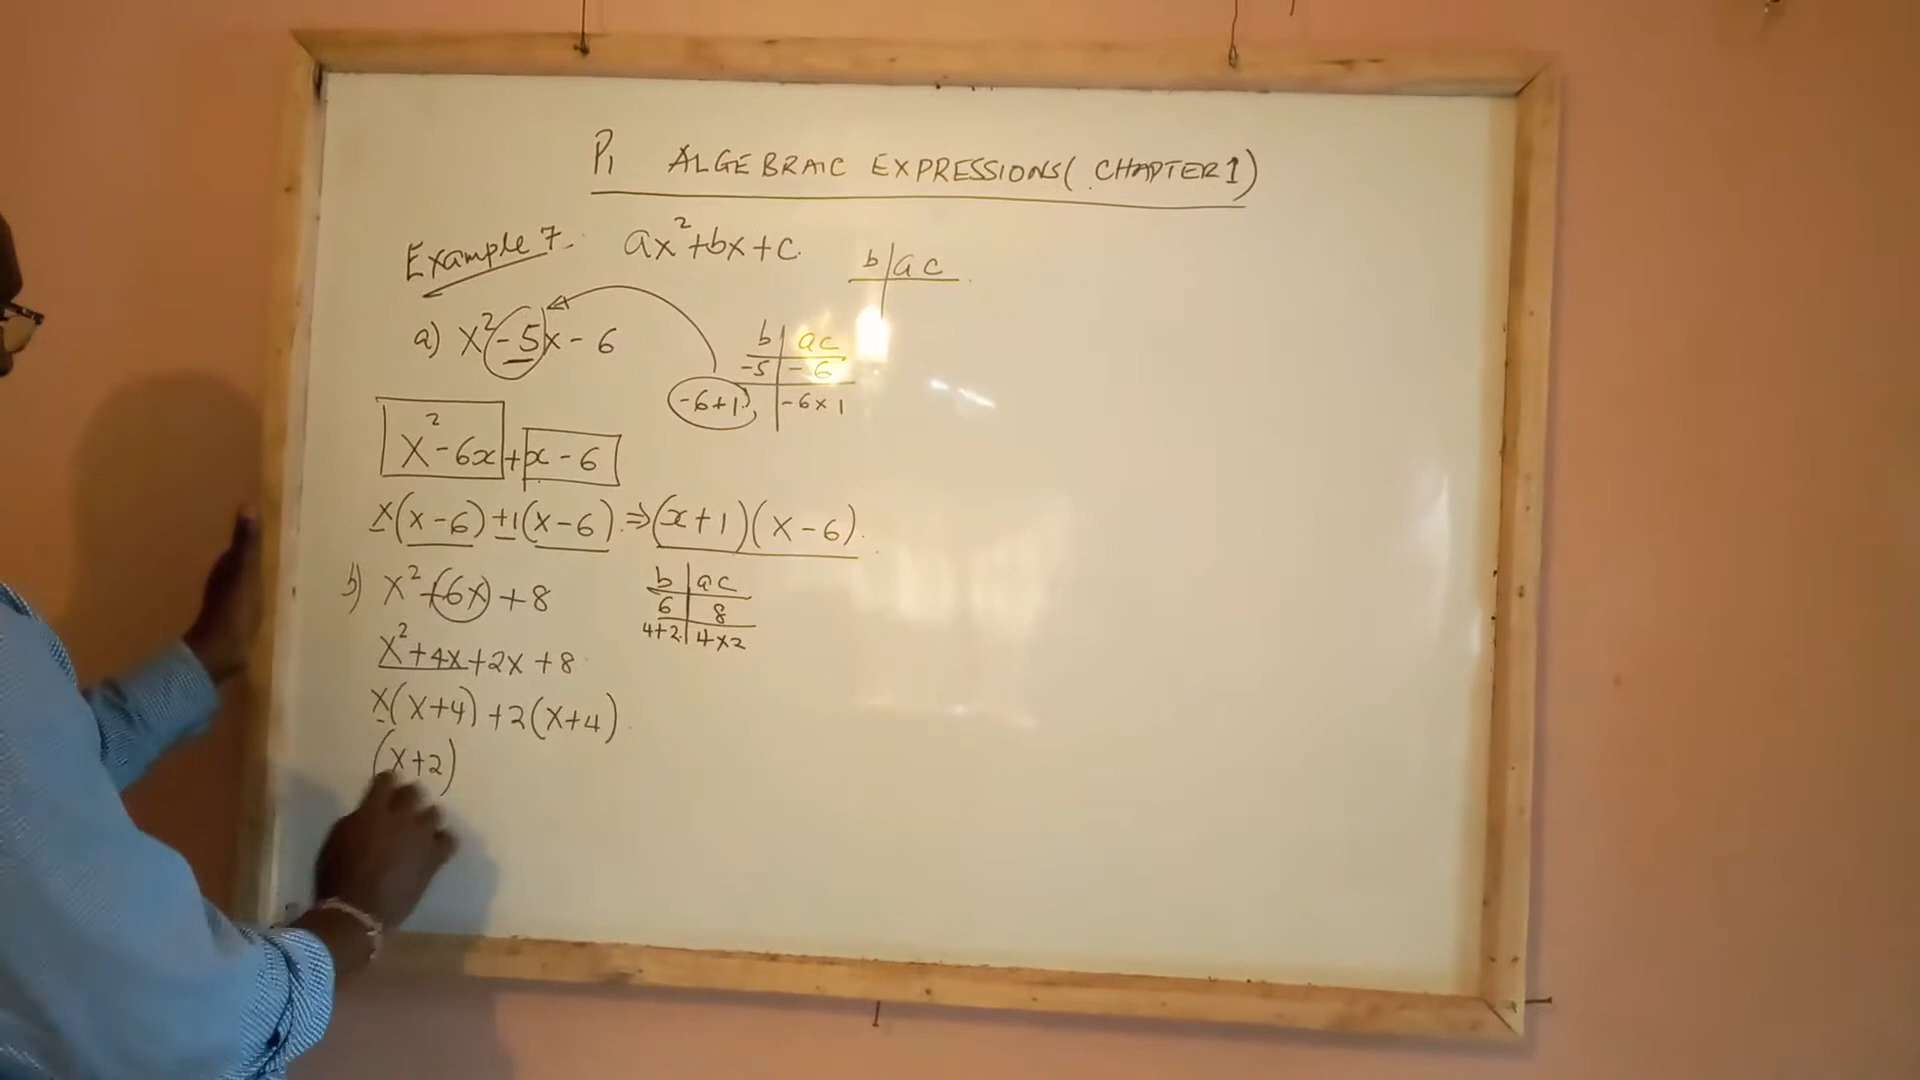 P₁ ALGEBRAIC EXPRESSIONS( CHAPTER 1)
Example 7. ax²+bx+c.
b | ac
a) x²-5x-6
b | ac
-5 | -6
-6+1 | -6×1
x²-6x+x-6
x(x-6)+1(x-6) ⇒ (x+1)(x-6).
b) x²+6x+8
b | ac
6 | 8
4+2 | 4×2
x²+4x+2x+8
x(x+4)+2(x+4).
(x+2)